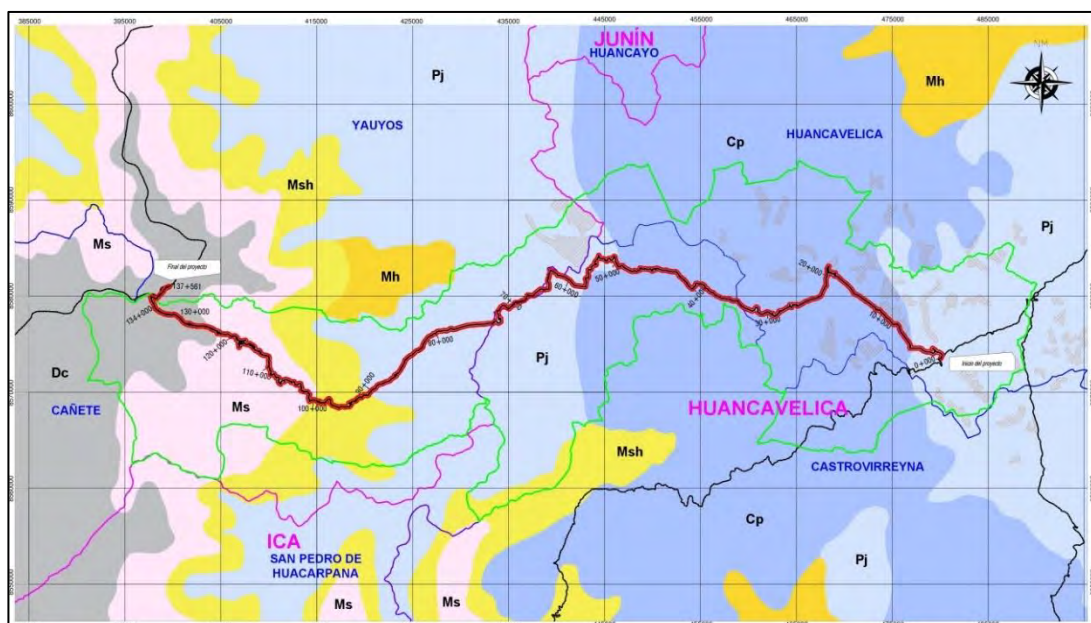 385000
395000
405000
415000
425000
435000
445000
455000
465000
475000
485000
JUNÍN
HUANCAYO
Pj
Mh
YAUYOS
Cp
HUANCAVELICA
Msh
Pj
Ms
Mh
Final del proyecto
137+561
134+000
130+000
120+000
110+000
100+000
90+000
80+000
60+000
50+000
40+000
30+000
20+000
10+000
0+000
Inicio del proyecto
Pj
Dc
CAÑETE
Ms
HUANCAVELICA
Msh
CASTROVIRREYNA
ICA
SAN PEDRO DE
HUACARPANA
Cp
Pj
Ms
Ms